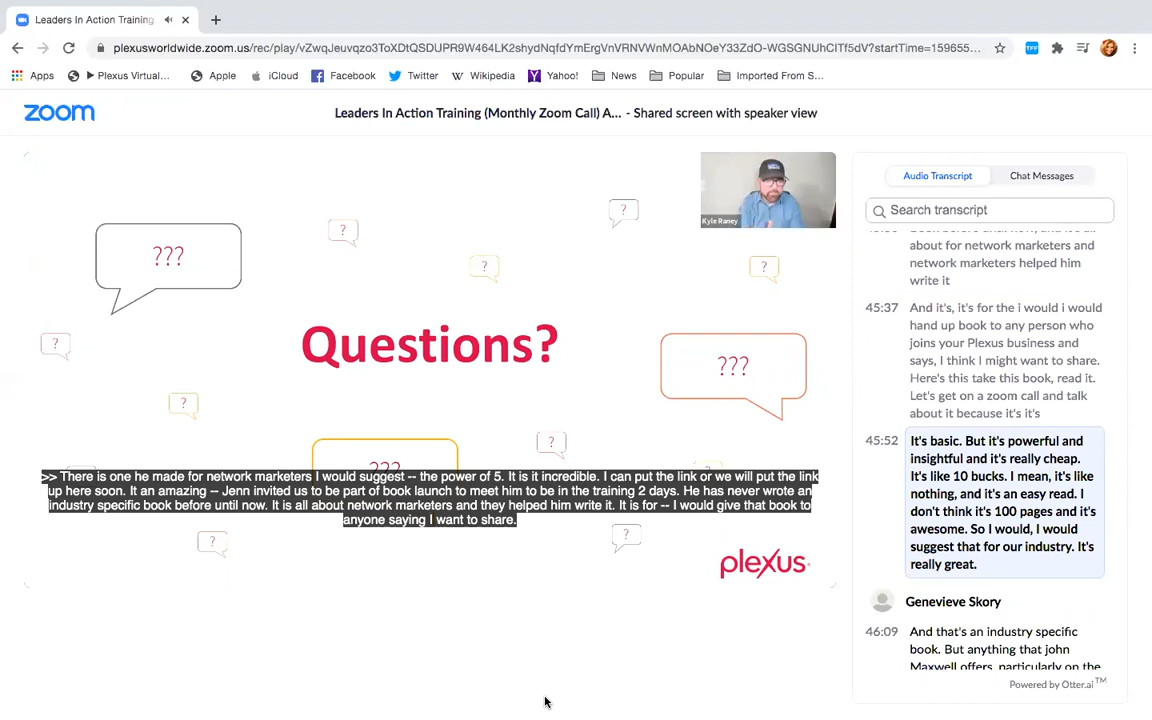 Leaders In Action Training
plexusworldwide.zoom.us/rec/play/vZwqJeuvqzo3ToXDtQSDUPR9W464LK2shydNqfdYmErgVnVRNVWnMOAbNOeY33ZdO-WGSGNUhCITf5dV?startTime=159655...
TFF
Apps
Plexus Virtual...
Apple
iCloud
Facebook
Twitter
Wikipedia
Yahoo!
News
Popular
Imported From S...
zoom
Leaders In Action Training (Monthly Zoom Call) A... - Shared screen with speaker view
Kyle Raney
???
?
?
?
?
?
Questions?
???
?
?
???
>> There is one he made for network marketers I would suggest -- the power of 5. It is it incredible. I can put the link or we will put the link
up here soon. It an amazing -- Jenn invited us to be part of book launch to meet him to be in the training 2 days. He has never wrote an
industry specific book before until now. It is all about network marketers and they helped him write it. It is for -- I would give that book to
anyone saying I want to share.
?
?
plexus
Audio Transcript
Chat Messages
Search transcript
about for network marketers and
network marketers helped him
write it
45:37
And it's, it's for the i would i would
hand up book to any person who
joins your Plexus business and
says, I think I might want to share.
Here's this take this book, read it.
Let's get on a zoom call and talk
about it because it's it's
45:52
It's basic. But it's powerful and
insightful and it's really cheap.
It's like 10 bucks. I mean, it's like
nothing, and it's an easy read. I
don't think it's 100 pages and it's
awesome. So I would, I would
suggest that for our industry. It's
really great.
Genevieve Skory
46:09
And that's an industry specific
book. But anything that john
Maxwell offers, particularly on the
Powered by Otter.ai™